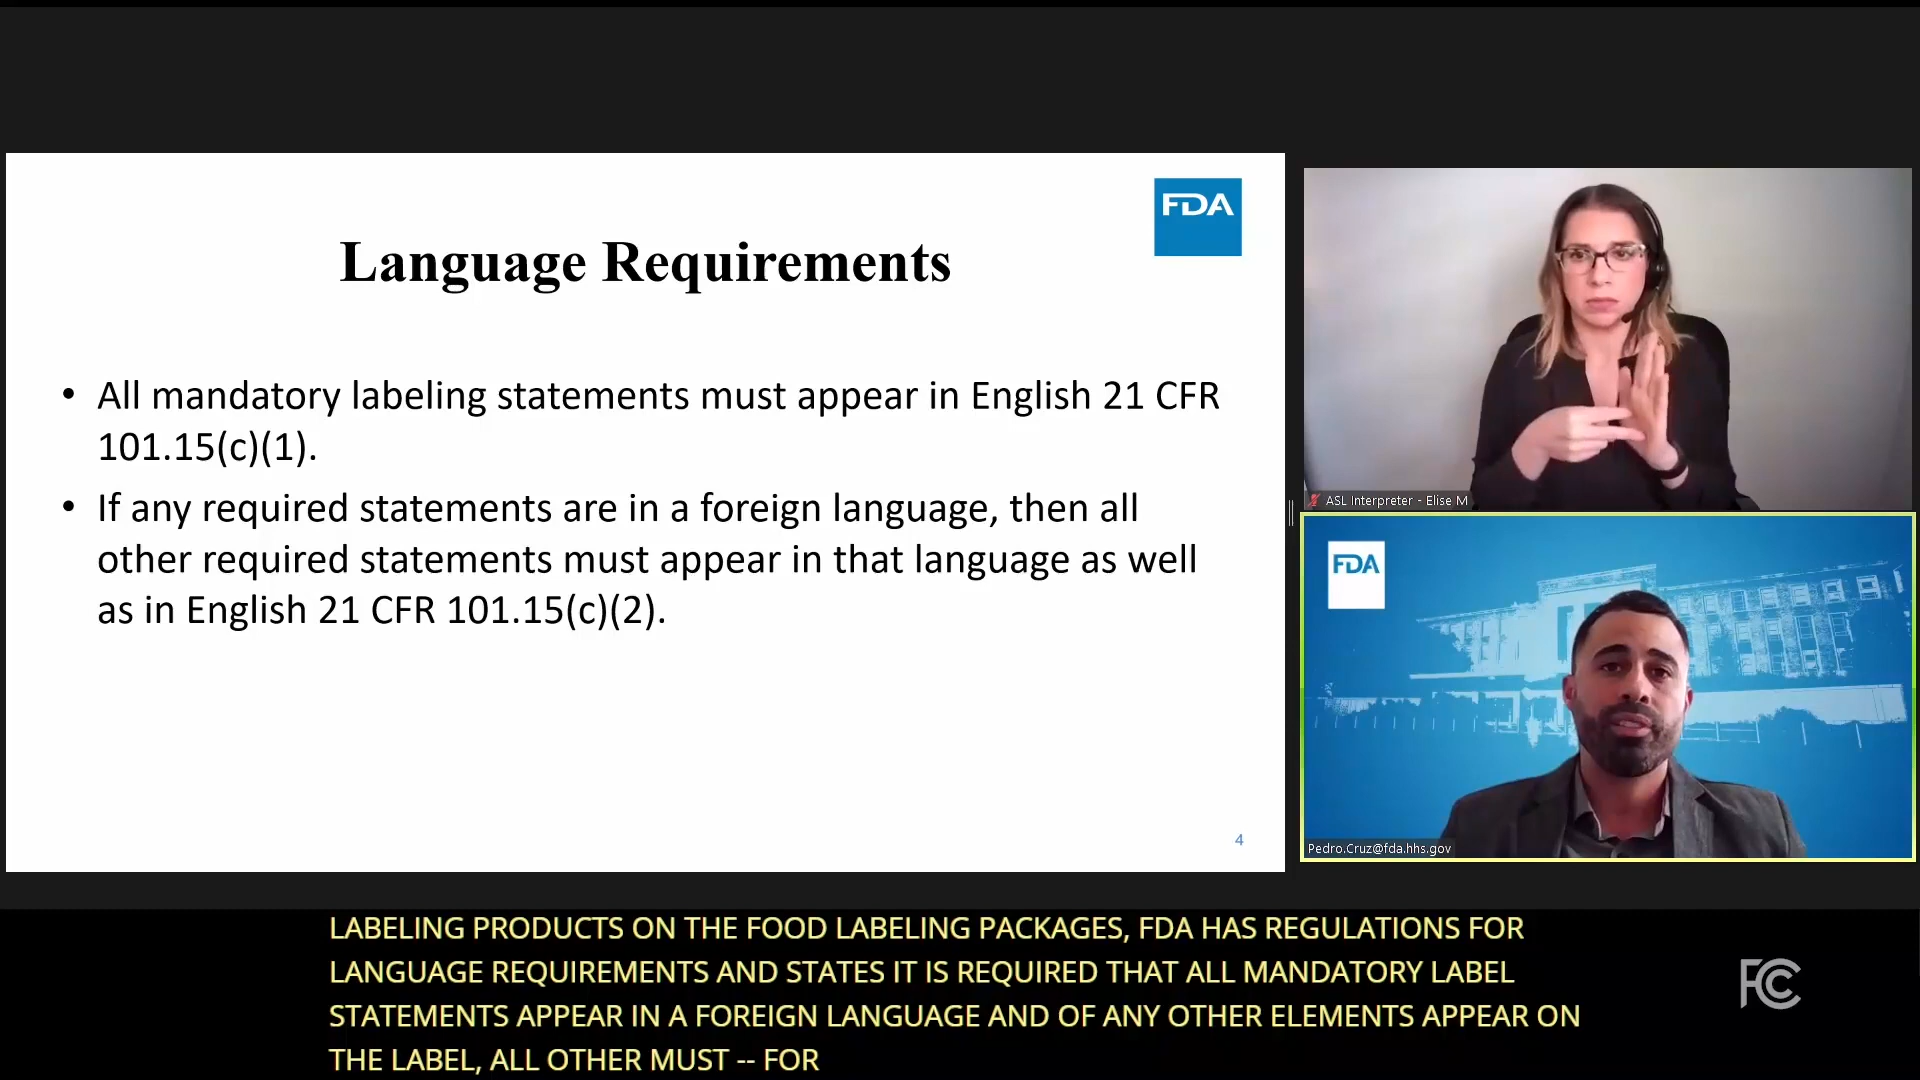 FDA
Language Requirements
• All mandatory labeling statements must appear in English 21 CFR
101.15(c)(1).
• If any required statements are in a foreign language, then all
other required statements must appear in that language as well
as in English 21 CFR 101.15(c)(2).
4
ASL Interpreter - Elise M
FDA
Pedro.Cruz@fda.hhs.gov
LABELING PRODUCTS ON THE FOOD LABELING PACKAGES, FDA HAS REGULATIONS FOR
LANGUAGE REQUIREMENTS AND STATES IT IS REQUIRED THAT ALL MANDATORY LABEL
STATEMENTS APPEAR IN A FOREIGN LANGUAGE AND OF ANY OTHER ELEMENTS APPEAR ON
THE LABEL, ALL OTHER MUST -- FOR
FCC